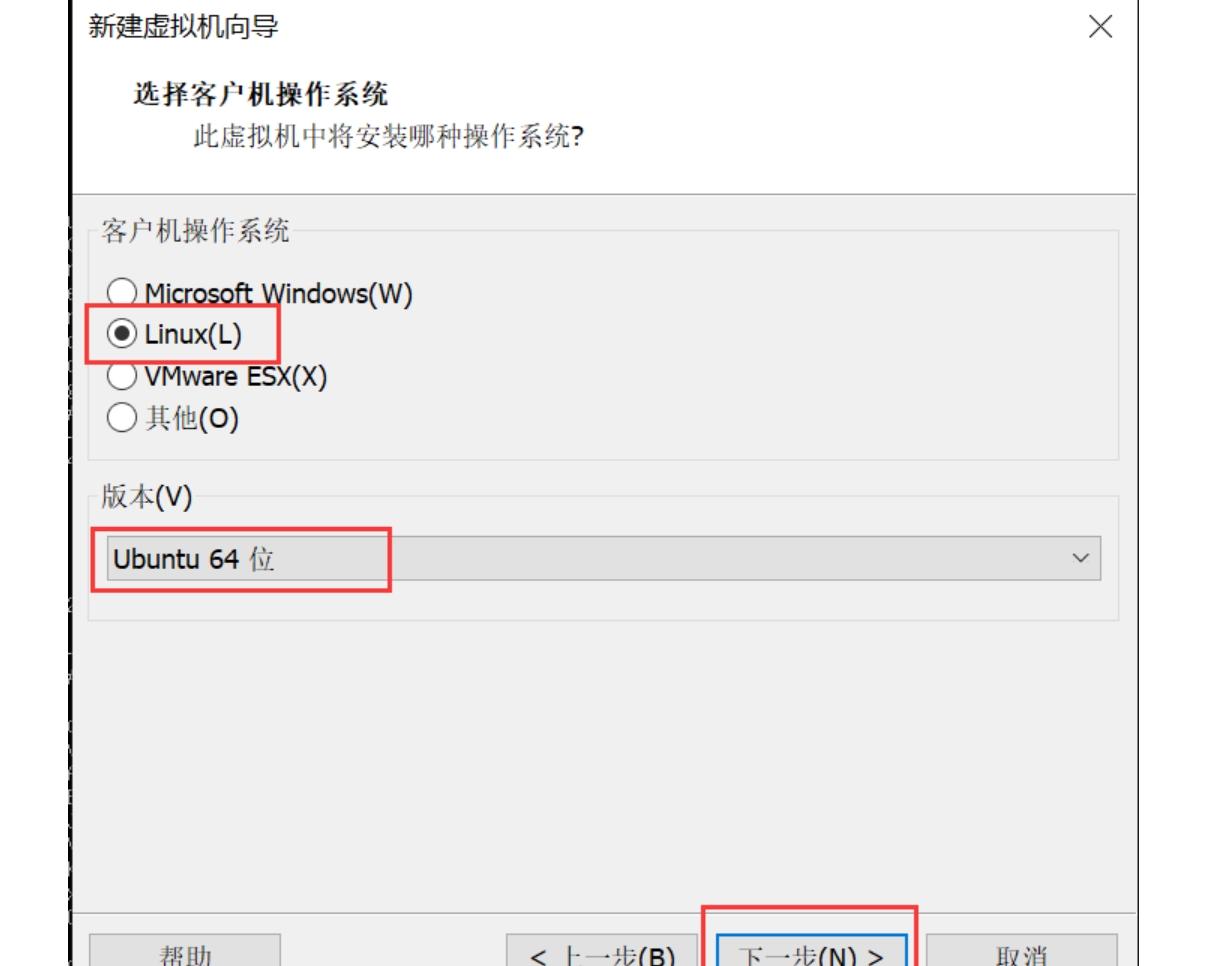 新建虚拟机向导
选择客户机操作系统
此虚拟机中将安装哪种操作系统?
客户机操作系统
Microsoft Windows(W)
Linux(L)
VMware ESX(X)
其他(O)
版本(V)
Ubuntu 64 位
帮助
< 上一步(B)
下一步(N) >
取消